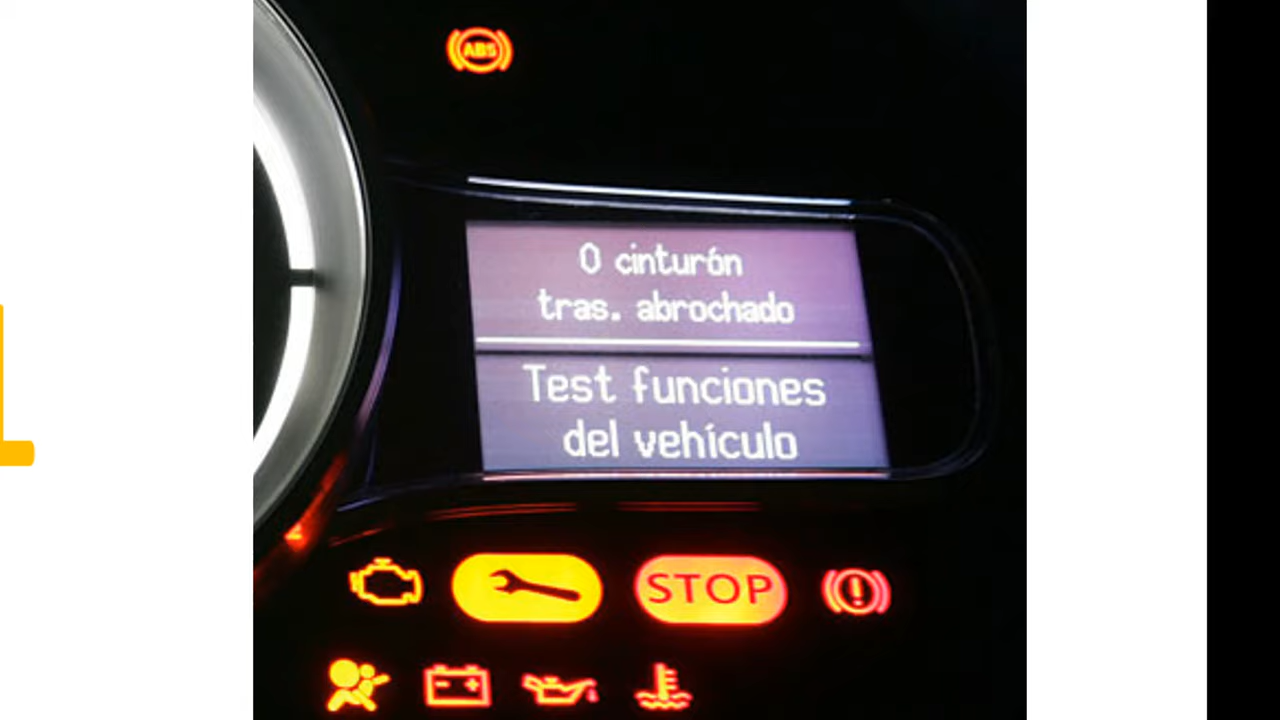 ABS
0 cinturón
tras. abrochado
Test funciones
del vehículo
STOP